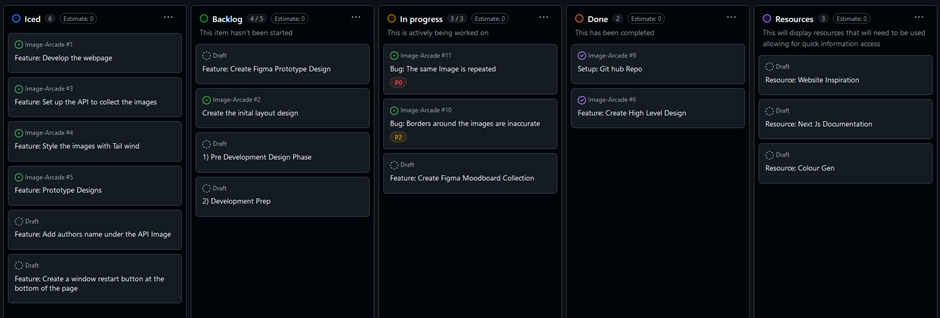 Iced 6 Estimate: 0 ...
Image-Arcade #1
Feature: Develop the webpage
Image-Arcade #3
Feature: Set up the API to collect the images
Image-Arcade #4
Feature: Style the images with Tail wind
Image-Arcade #5
Feature: Prototype Designs
Draft
Feature: Add authors name under the API Image
Draft
Feature: Create a window restart button at the
bottom of the page
Backlog 4 / 5 Estimate: 0 ...
This item hasn't been started
Draft
Feature: Create Figma Prototype Design
Image-Arcade #2
Create the inital layout design
Draft
1) Pre Development Design Phase
Draft
2) Development Prep
In progress 3 / 3 Estimate: 0 ...
This is actively being worked on
Image-Arcade #11
Bug: The same Image is repeated
P0
Image-Arcade #10
Bug: Borders around the images are inaccurate
P2
Draft
Feature: Create Figma Moodboard Collection
Done 2 Estimate: 0 ...
This has been completed
Image-Arcade #9
Setup: Git hub Repo
Image-Arcade #6
Feature: Create High Level Design
Resources 3 Estimate: 0 ...
This will display resources that will need to be used
allowing for quick information access
Draft
Resource: Website Inspiration
Draft
Resource: Next Js Documentation
Draft
Resource: Colour Gen